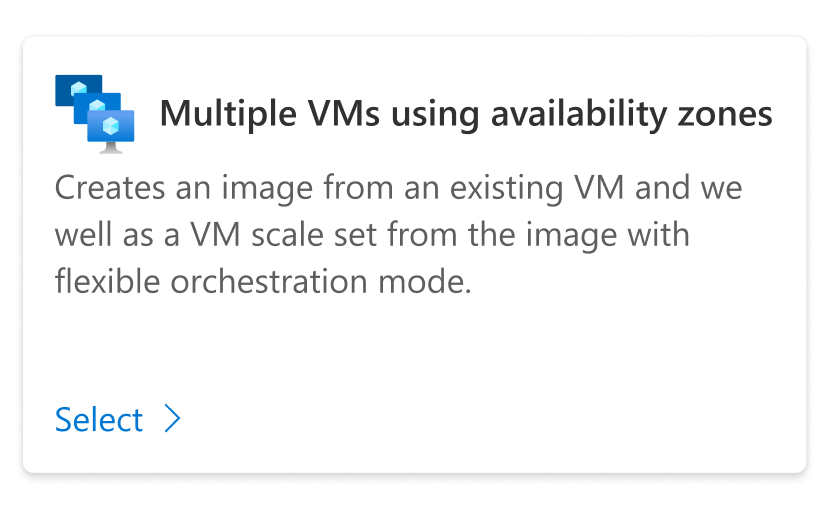 Multiple VMs using availability zones
Creates an image from an existing VM and we
well as a VM scale set from the image with
flexible orchestration mode.
Select